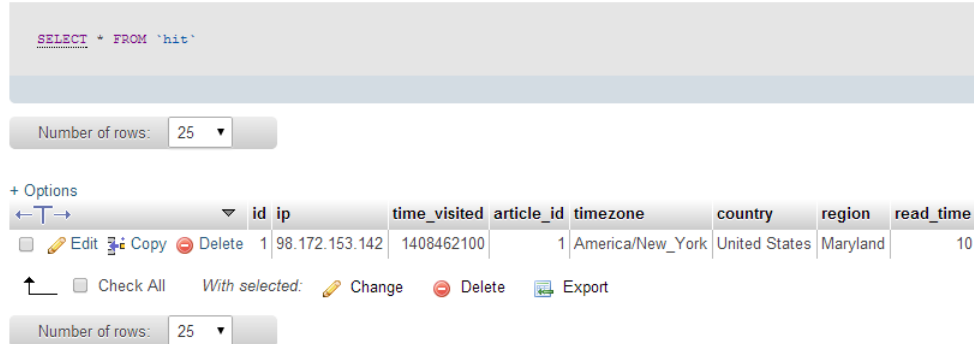 SELECT * FROM `hit`
Number of rows: 25
+ Options
id ip time_visited article_id timezone country region read_time
Edit Copy Delete 1 98.172.153.142 1408462100 1 America/New_York United States Maryland 10
Check All With selected: Change Delete Export
Number of rows: 25